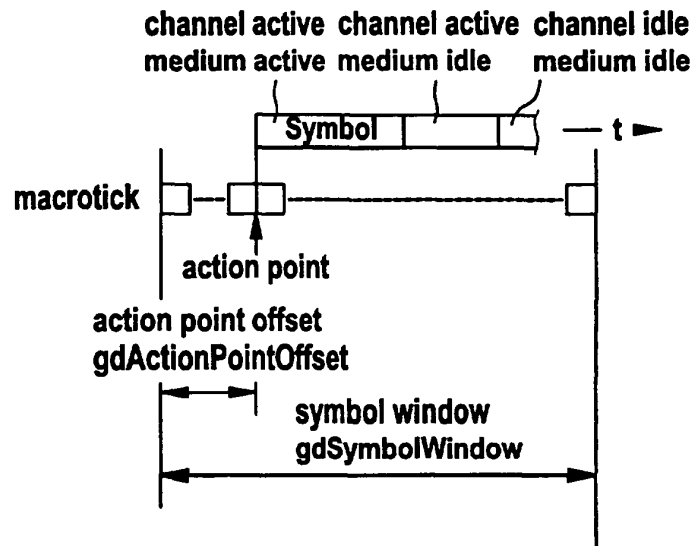 channel active channel active channel idle
medium active medium idle medium idle
Symbol
t
macrotick
action point
action point offset
gdActionPointOffset
symbol window
gdSymbolWindow